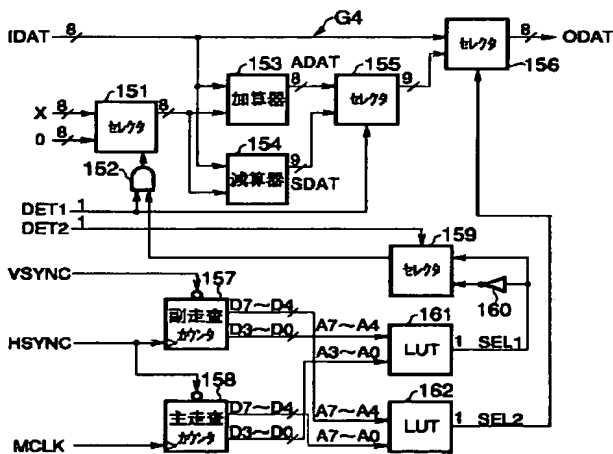 G4
IDAT 8 8 ODAT
セレクタ
156
153 ADAT 155
151
8 加算器 8 セレクタ 9
X 8 セレクタ 8
0 8
152
154
減算器 9
SDAT
DET1 1
DET2 1
159
セレクタ
160
VSYNC 157
副走査
カウンタ
D7〜D4
D3〜D0
A7〜A4
A3〜A0
161
LUT
1 SEL1
HSYNC
158
主走査
カウンタ
D7〜D4
D3〜D0
A7〜A4
A7〜A0
162
LUT
1 SEL2
MCLK